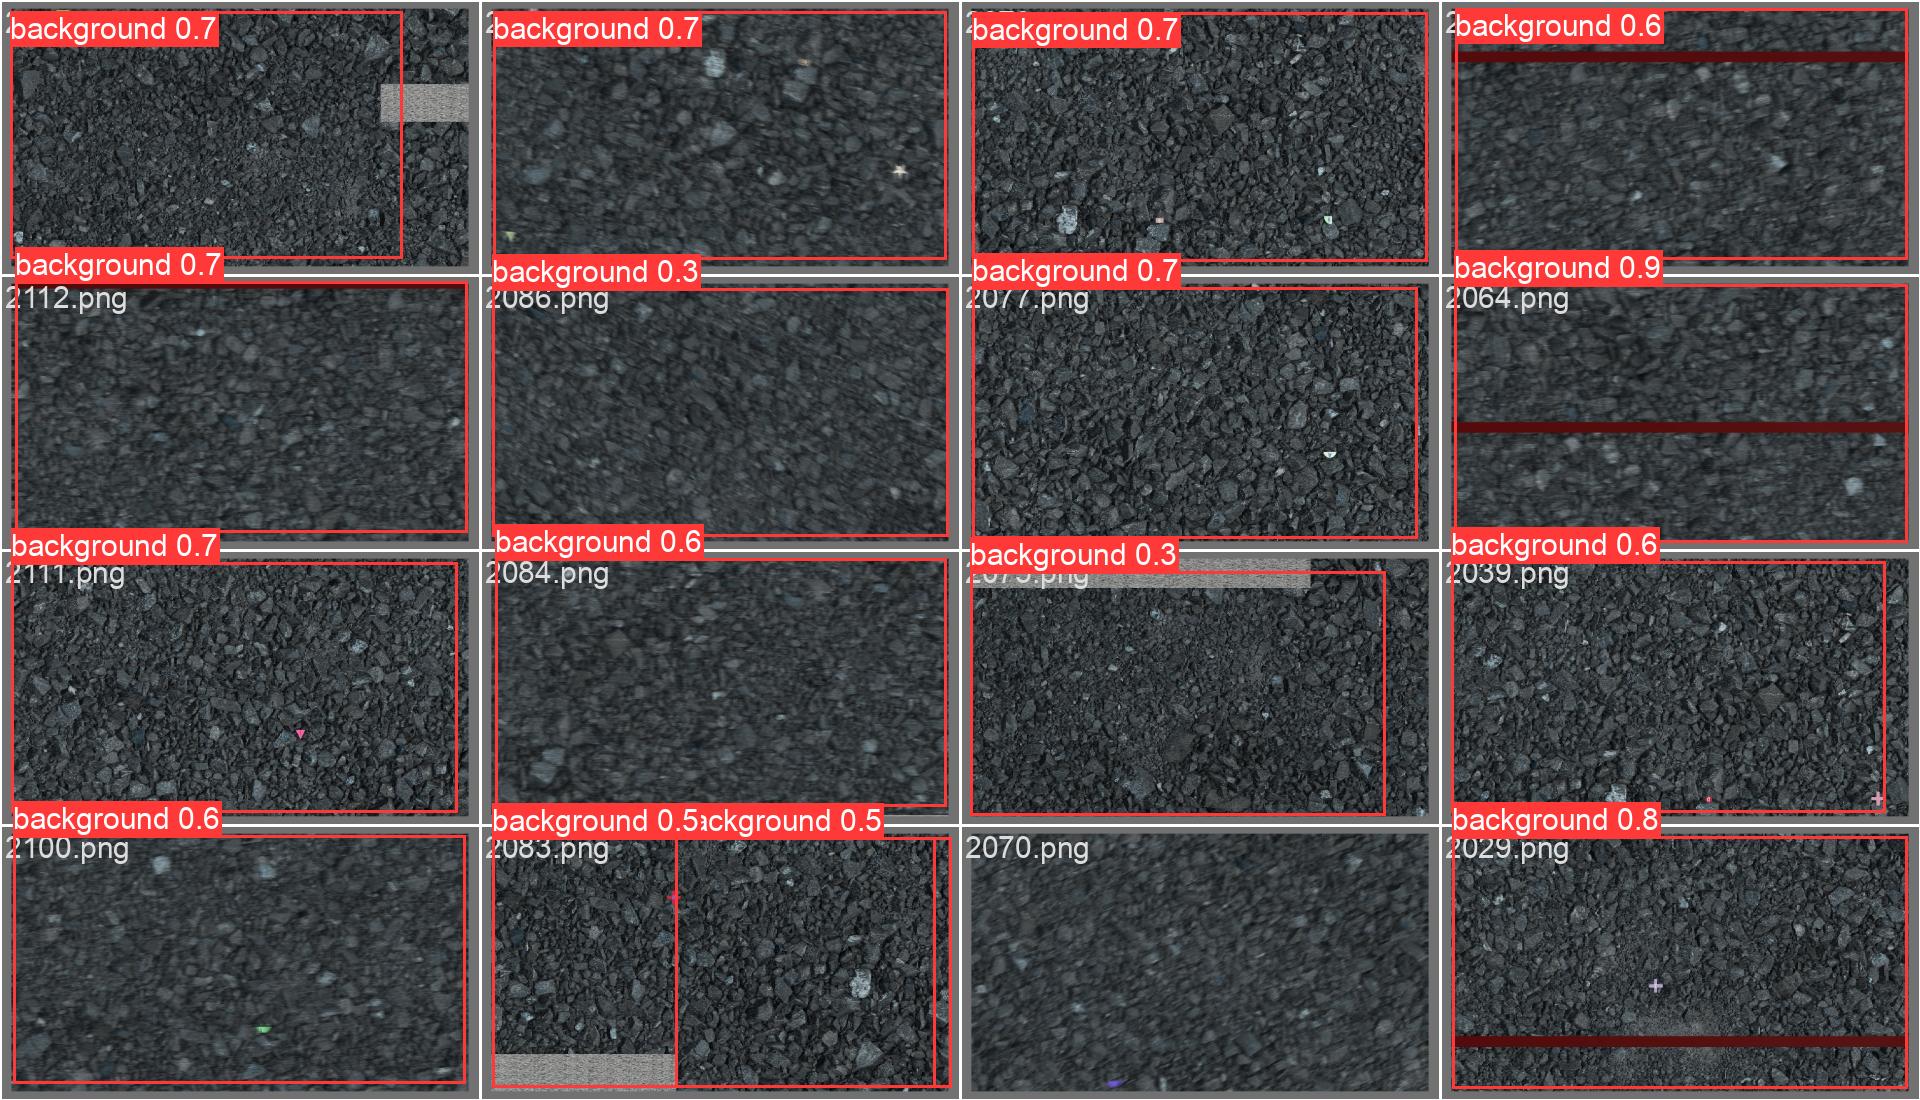 background 0.7
background 0.7
background 0.7
background 0.6
background 0.7
background 0.3
background 0.7
background 0.9
2112.png
2086.png
2077.png
2064.png
background 0.7
background 0.6
background 0.3
background 0.6
2111.png
2084.png
2039.png
background 0.6
background 0.5
ackground 0.5
background 0.8
2100.png
2083.png
2070.png
2029.png